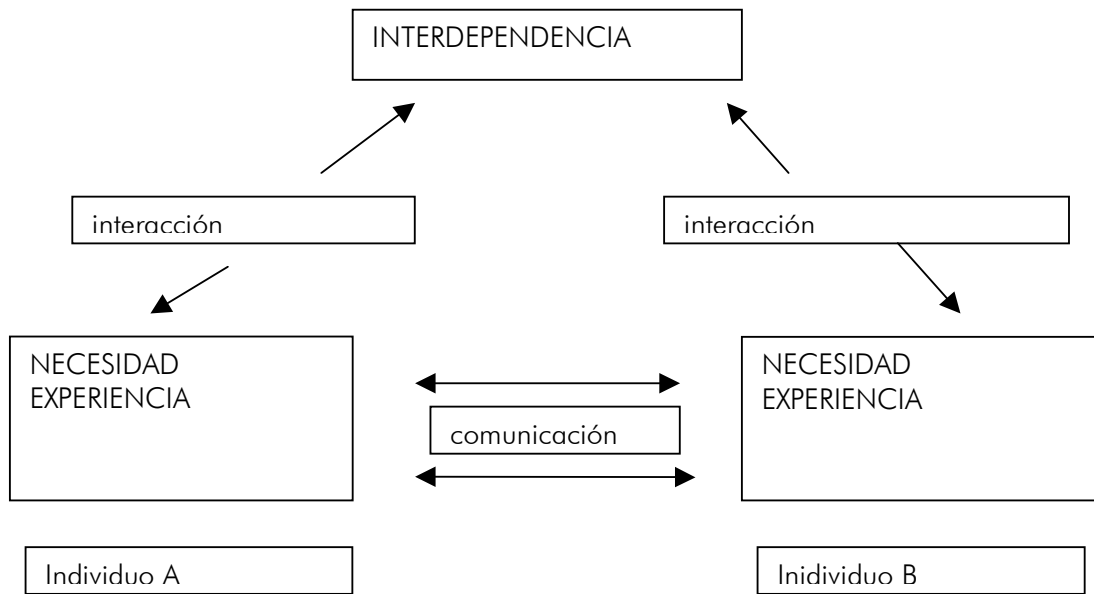 INTERDEPENDENCIA
interacción
interacción
NECESIDAD
EXPERIENCIA
NECESIDAD
EXPERIENCIA
comunicación
Individuo A
Inidividuo B